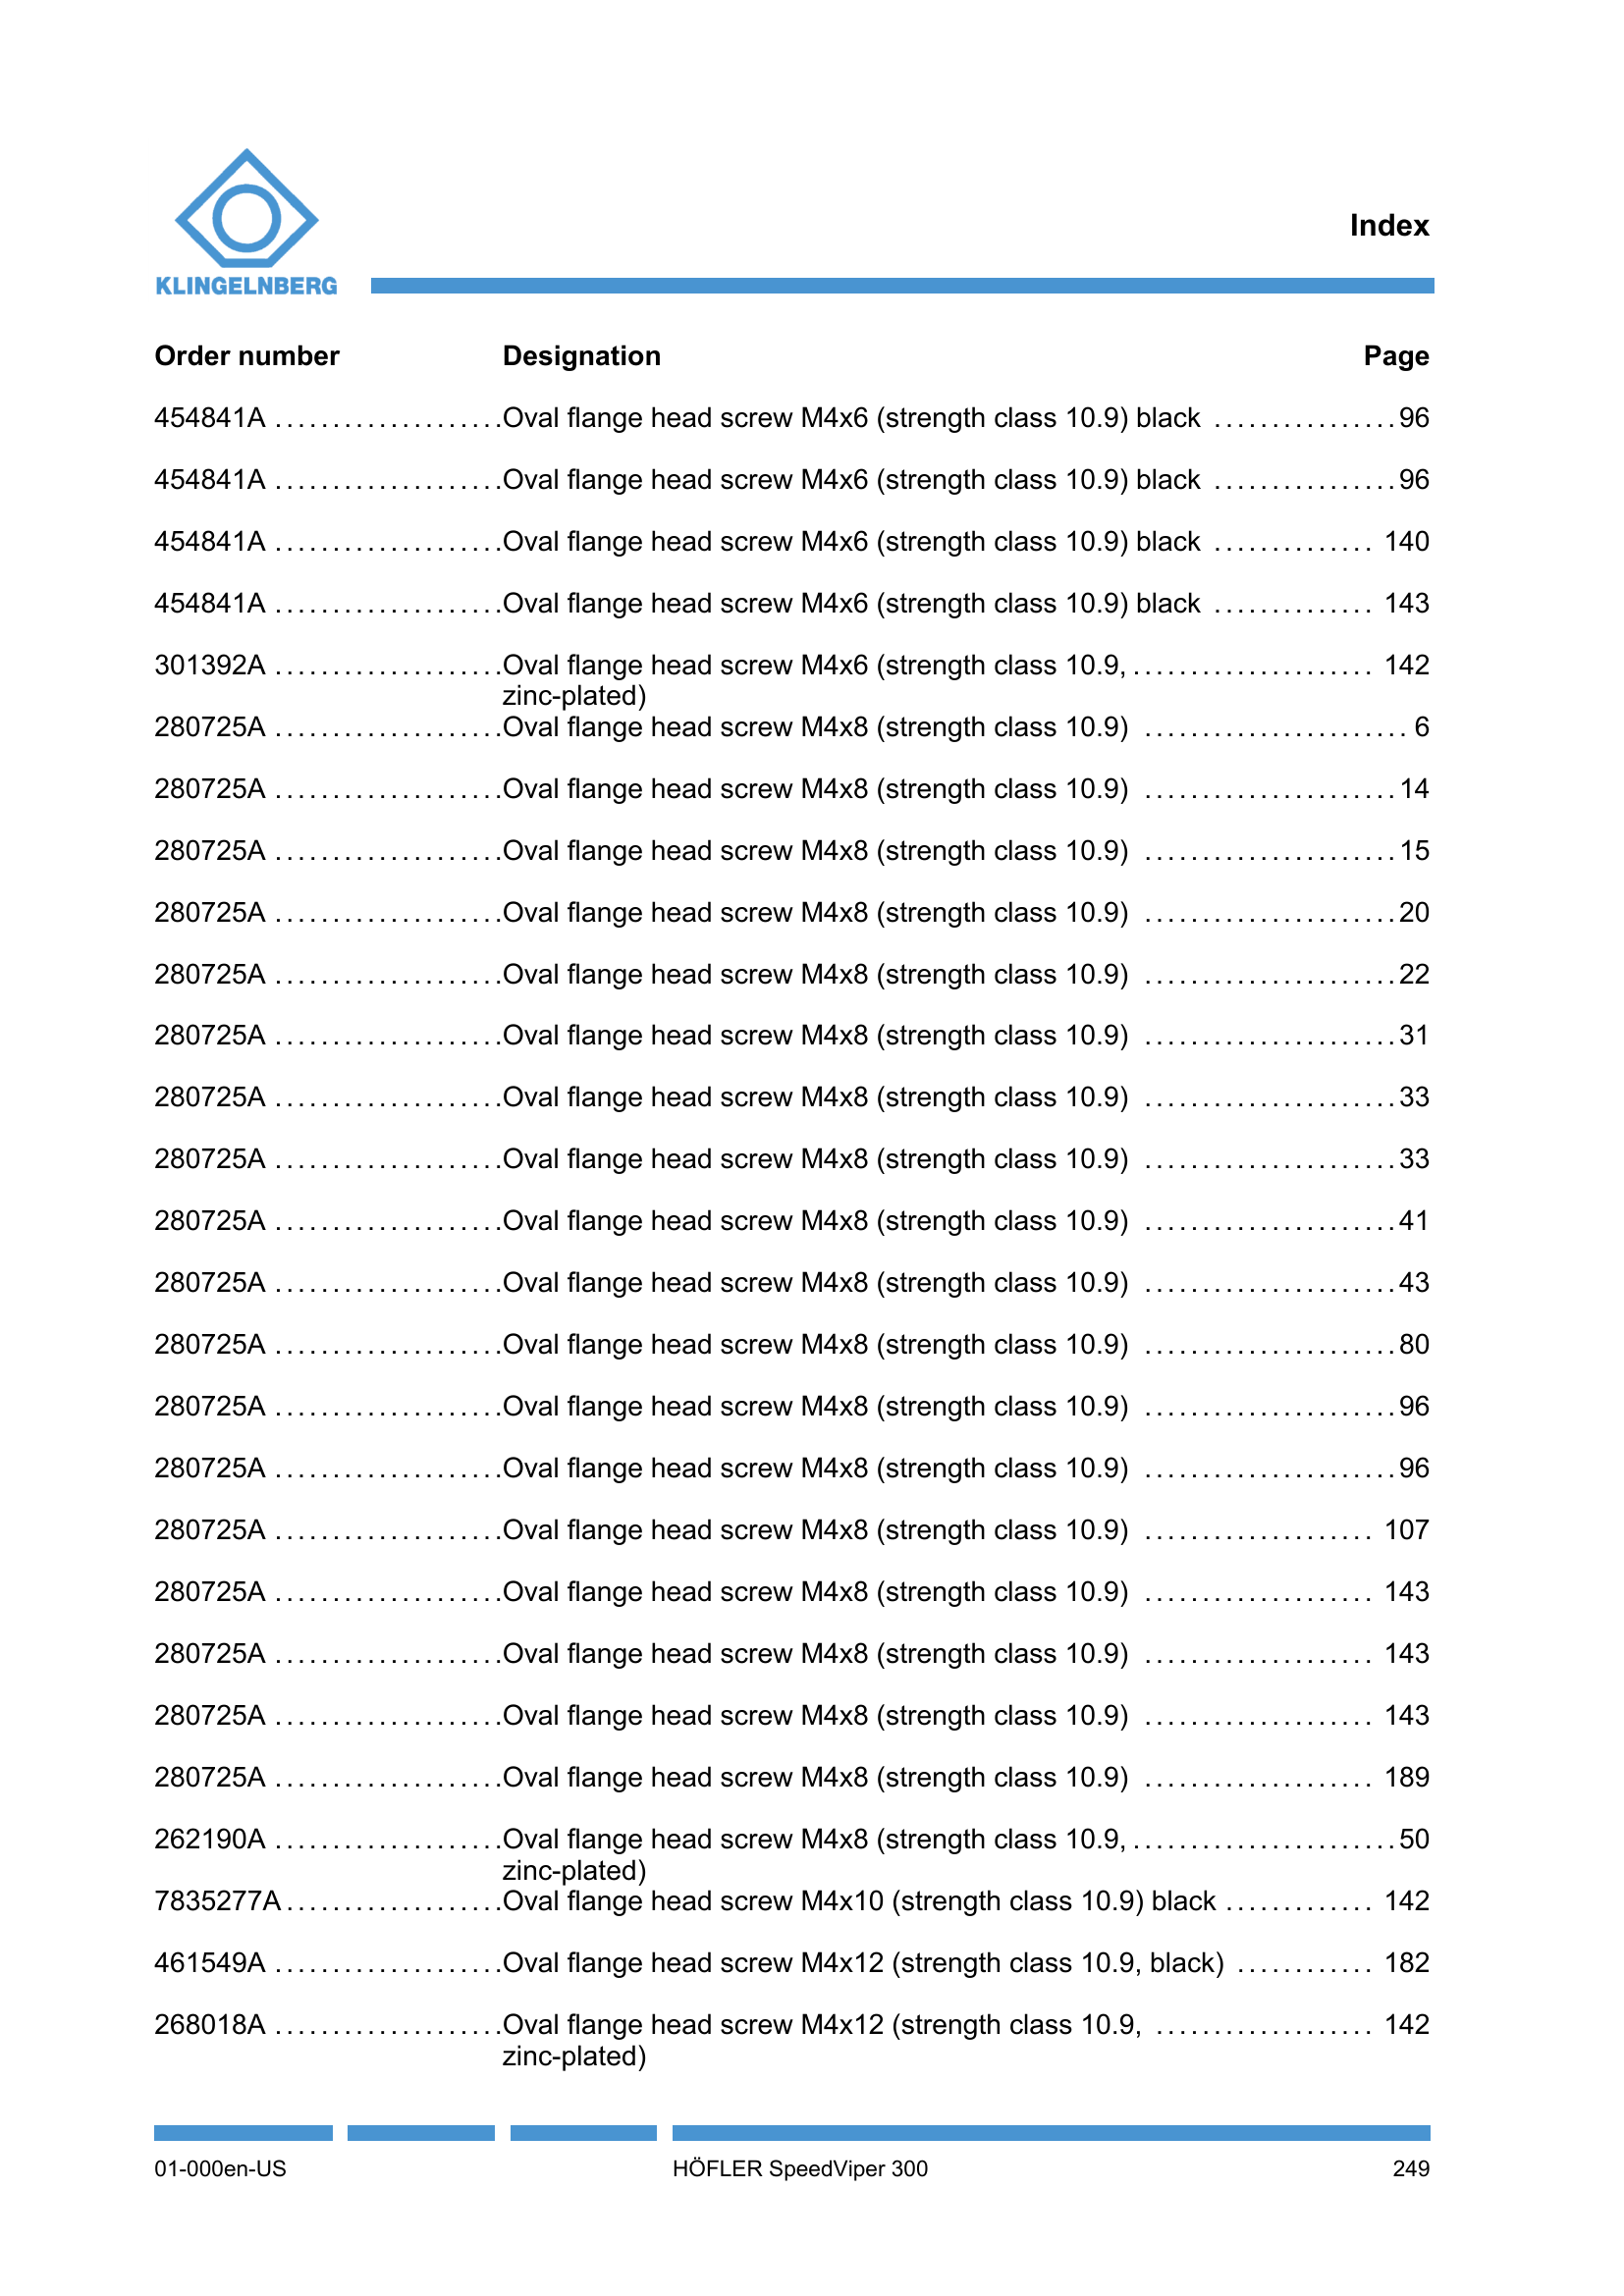 KLINGELNBERG
Index
Order number Designation Page
454841A ....................Oval flange head screw M4x6 (strength class 10.9) black ................96
454841A ....................Oval flange head screw M4x6 (strength class 10.9) black ................96
454841A ....................Oval flange head screw M4x6 (strength class 10.9) black .............. 140
454841A ....................Oval flange head screw M4x6 (strength class 10.9) black .............. 143
301392A ....................Oval flange head screw M4x6 (strength class 10.9, ..................... 142
zinc-plated)
280725A ....................Oval flange head screw M4x8 (strength class 10.9) ....................... 6
280725A ....................Oval flange head screw M4x8 (strength class 10.9) ......................14
280725A ....................Oval flange head screw M4x8 (strength class 10.9) ......................15
280725A ....................Oval flange head screw M4x8 (strength class 10.9) ......................20
280725A ....................Oval flange head screw M4x8 (strength class 10.9) ......................22
280725A ....................Oval flange head screw M4x8 (strength class 10.9) ......................31
280725A ....................Oval flange head screw M4x8 (strength class 10.9) ......................33
280725A ....................Oval flange head screw M4x8 (strength class 10.9) ......................33
280725A ....................Oval flange head screw M4x8 (strength class 10.9) ......................41
280725A ....................Oval flange head screw M4x8 (strength class 10.9) ......................43
280725A ....................Oval flange head screw M4x8 (strength class 10.9) ......................80
280725A ....................Oval flange head screw M4x8 (strength class 10.9) ......................96
280725A ....................Oval flange head screw M4x8 (strength class 10.9) ......................96
280725A ....................Oval flange head screw M4x8 (strength class 10.9) .................... 107
280725A ....................Oval flange head screw M4x8 (strength class 10.9) .................... 143
280725A ....................Oval flange head screw M4x8 (strength class 10.9) .................... 143
280725A ....................Oval flange head screw M4x8 (strength class 10.9) .................... 143
280725A ....................Oval flange head screw M4x8 (strength class 10.9) .................... 189
262190A ....................Oval flange head screw M4x8 (strength class 10.9, .......................50
zinc-plated)
7835277A...................Oval flange head screw M4x10 (strength class 10.9) black ............. 142
461549A ....................Oval flange head screw M4x12 (strength class 10.9, black) ............ 182
268018A ....................Oval flange head screw M4x12 (strength class 10.9, ................... 142
zinc-plated)
01-000en-US HÖFLER SpeedViper 300 249